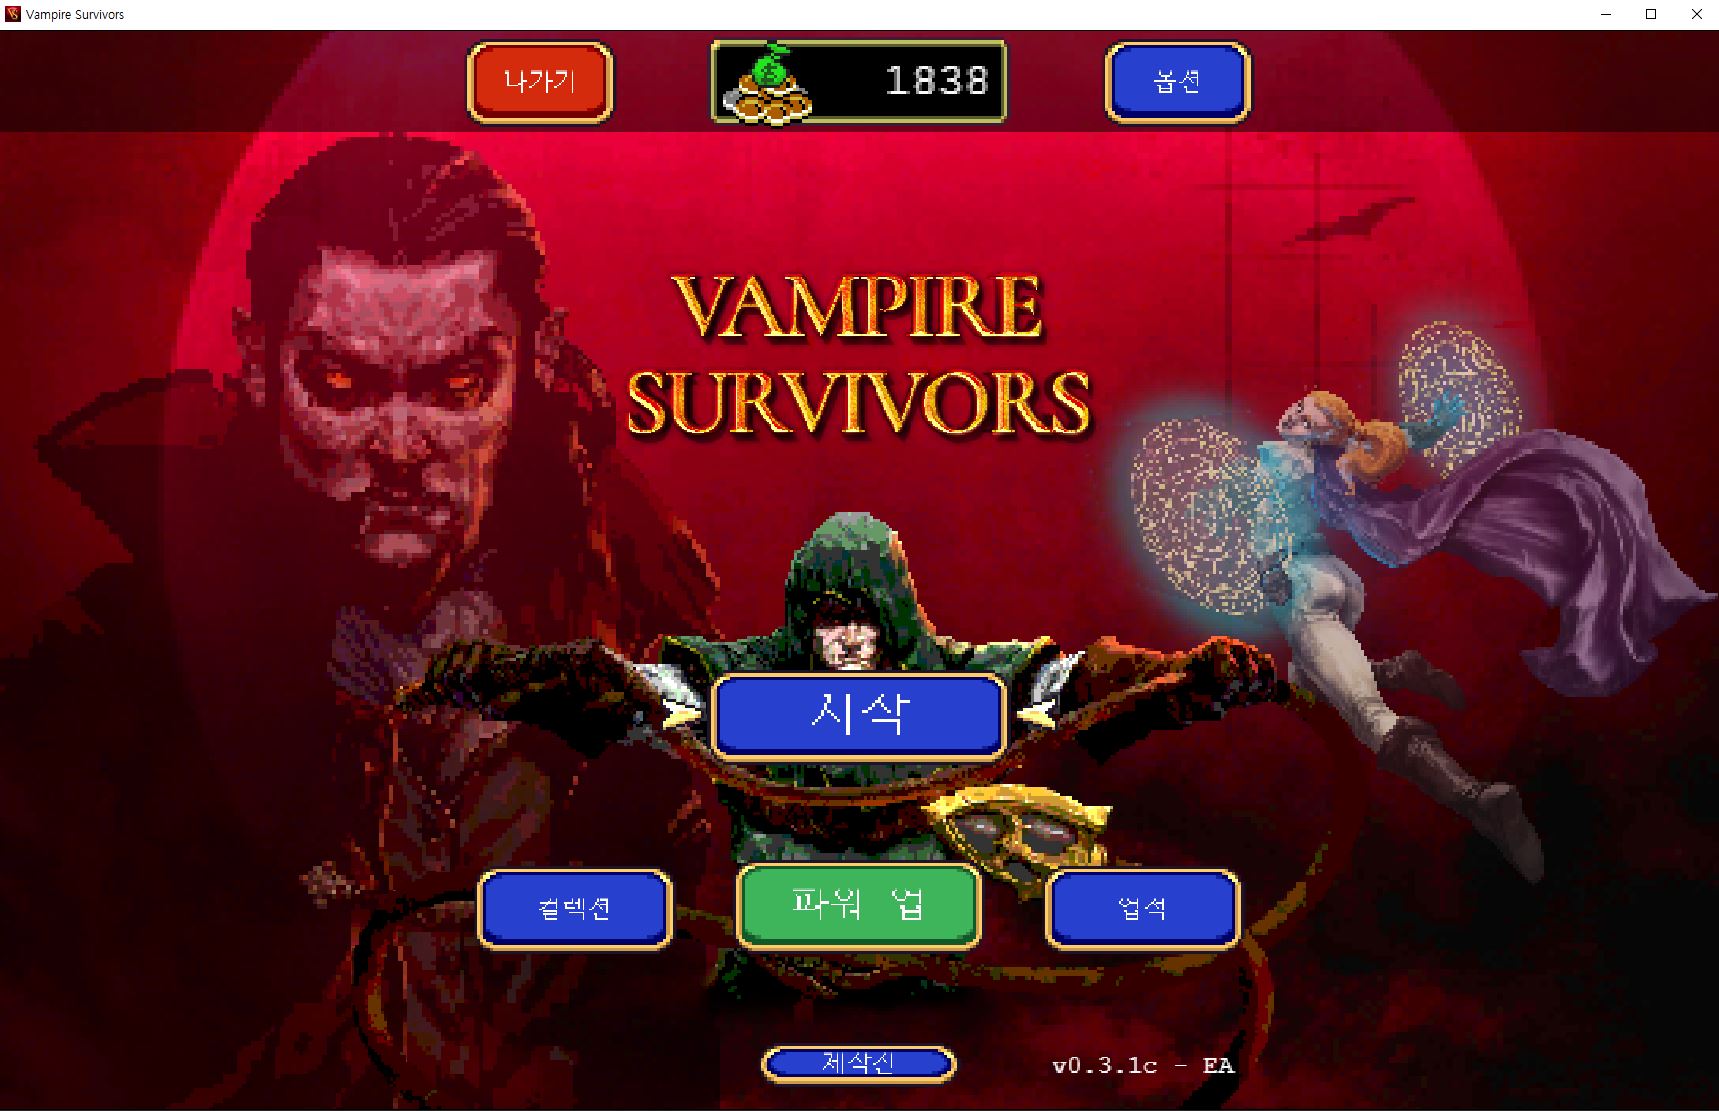 Vampire Survivors
나가기
1838
옵션
VAMPIRE
SURVIVORS
시작
컬렉션
파워 업
업적
제작진
v0.3.1c - EA